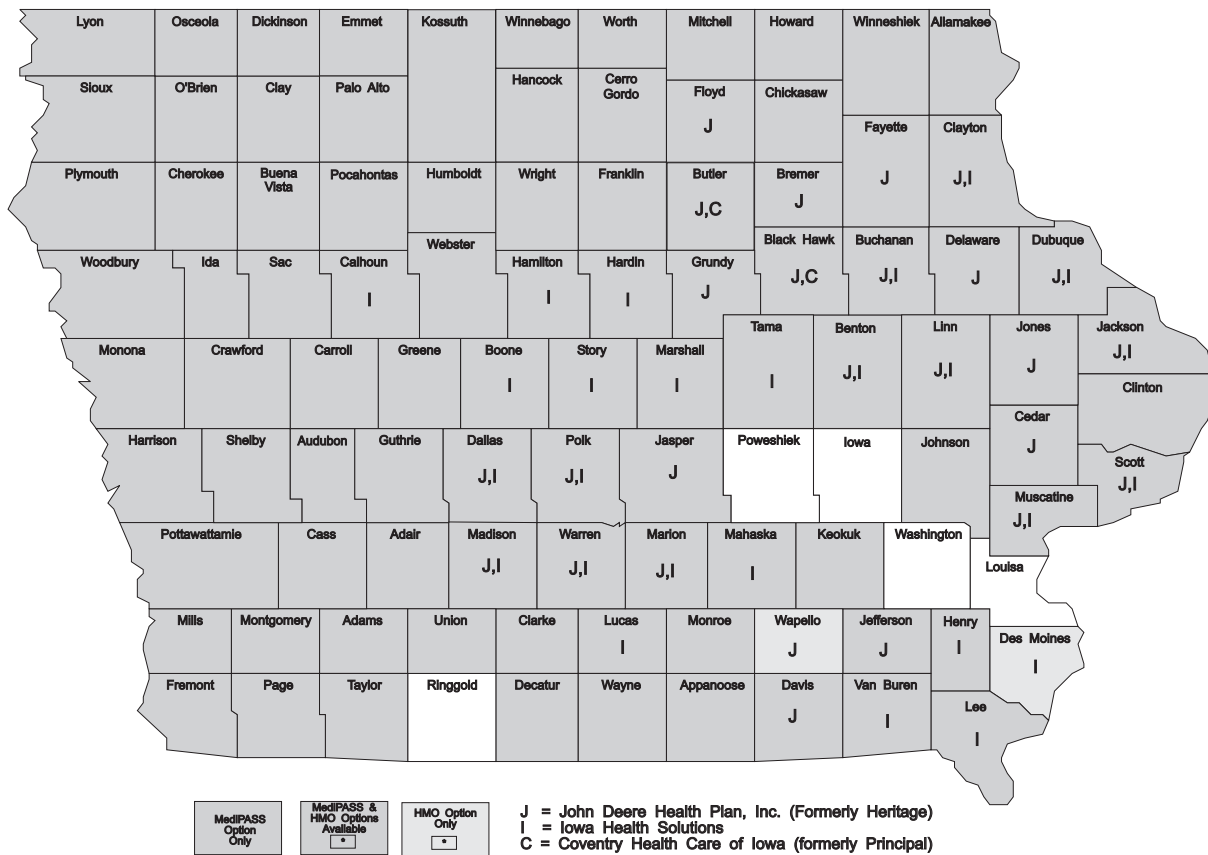 Lyon Osceola Dickinson Emmet Kossuth Winnebago Worth Mitchell Howard Winneshiek Allamakee
Sioux O'Brien Clay Palo Alto Hancock Cerro Gordo Floyd Chickasaw
J
Fayette Clayton
J J,I
Plymouth Cherokee Buena Vista Pocahontas Humboldt Wright Franklin Butler Bremer
J,C J
Webster Black Hawk Buchanan Delaware Dubuque
J,C J,I J J,I
Woodbury Ida Sac Calhoun Hamilton Hardin Grundy
I I I J
Tama Benton Linn Jones Jackson
I J,I J,I J J,I
Monona Crawford Carroll Greene Boone Story Marshall
I I I
Clinton
Cedar
J
Harrison Shelby Audubon Guthrie Dallas Polk Jasper Poweshiek Iowa Johnson
J,I J,I J
Scott
J,I
Muscatine
J,I
Pottawattamie Cass Adair Madison Warren Marion Mahaska Keokuk Washington
J,I J,I J,I I
Louisa
Mills Montgomery Adams Union Clarke Lucas Monroe Wapello Jefferson Henry
I J J I
Des Moines
I
Fremont Page Taylor Ringgold Decatur Wayne Appanoose Davis Van Buren
J I
Lee
I
MediPASS
Option
Only
MediPASS &
HMO Options
Available
*
HMO Option
Only
*
J = John Deere Health Plan, Inc. (Formerly Heritage)
I = Iowa Health Solutions
C = Coventry Health Care of Iowa (formerly Principal)